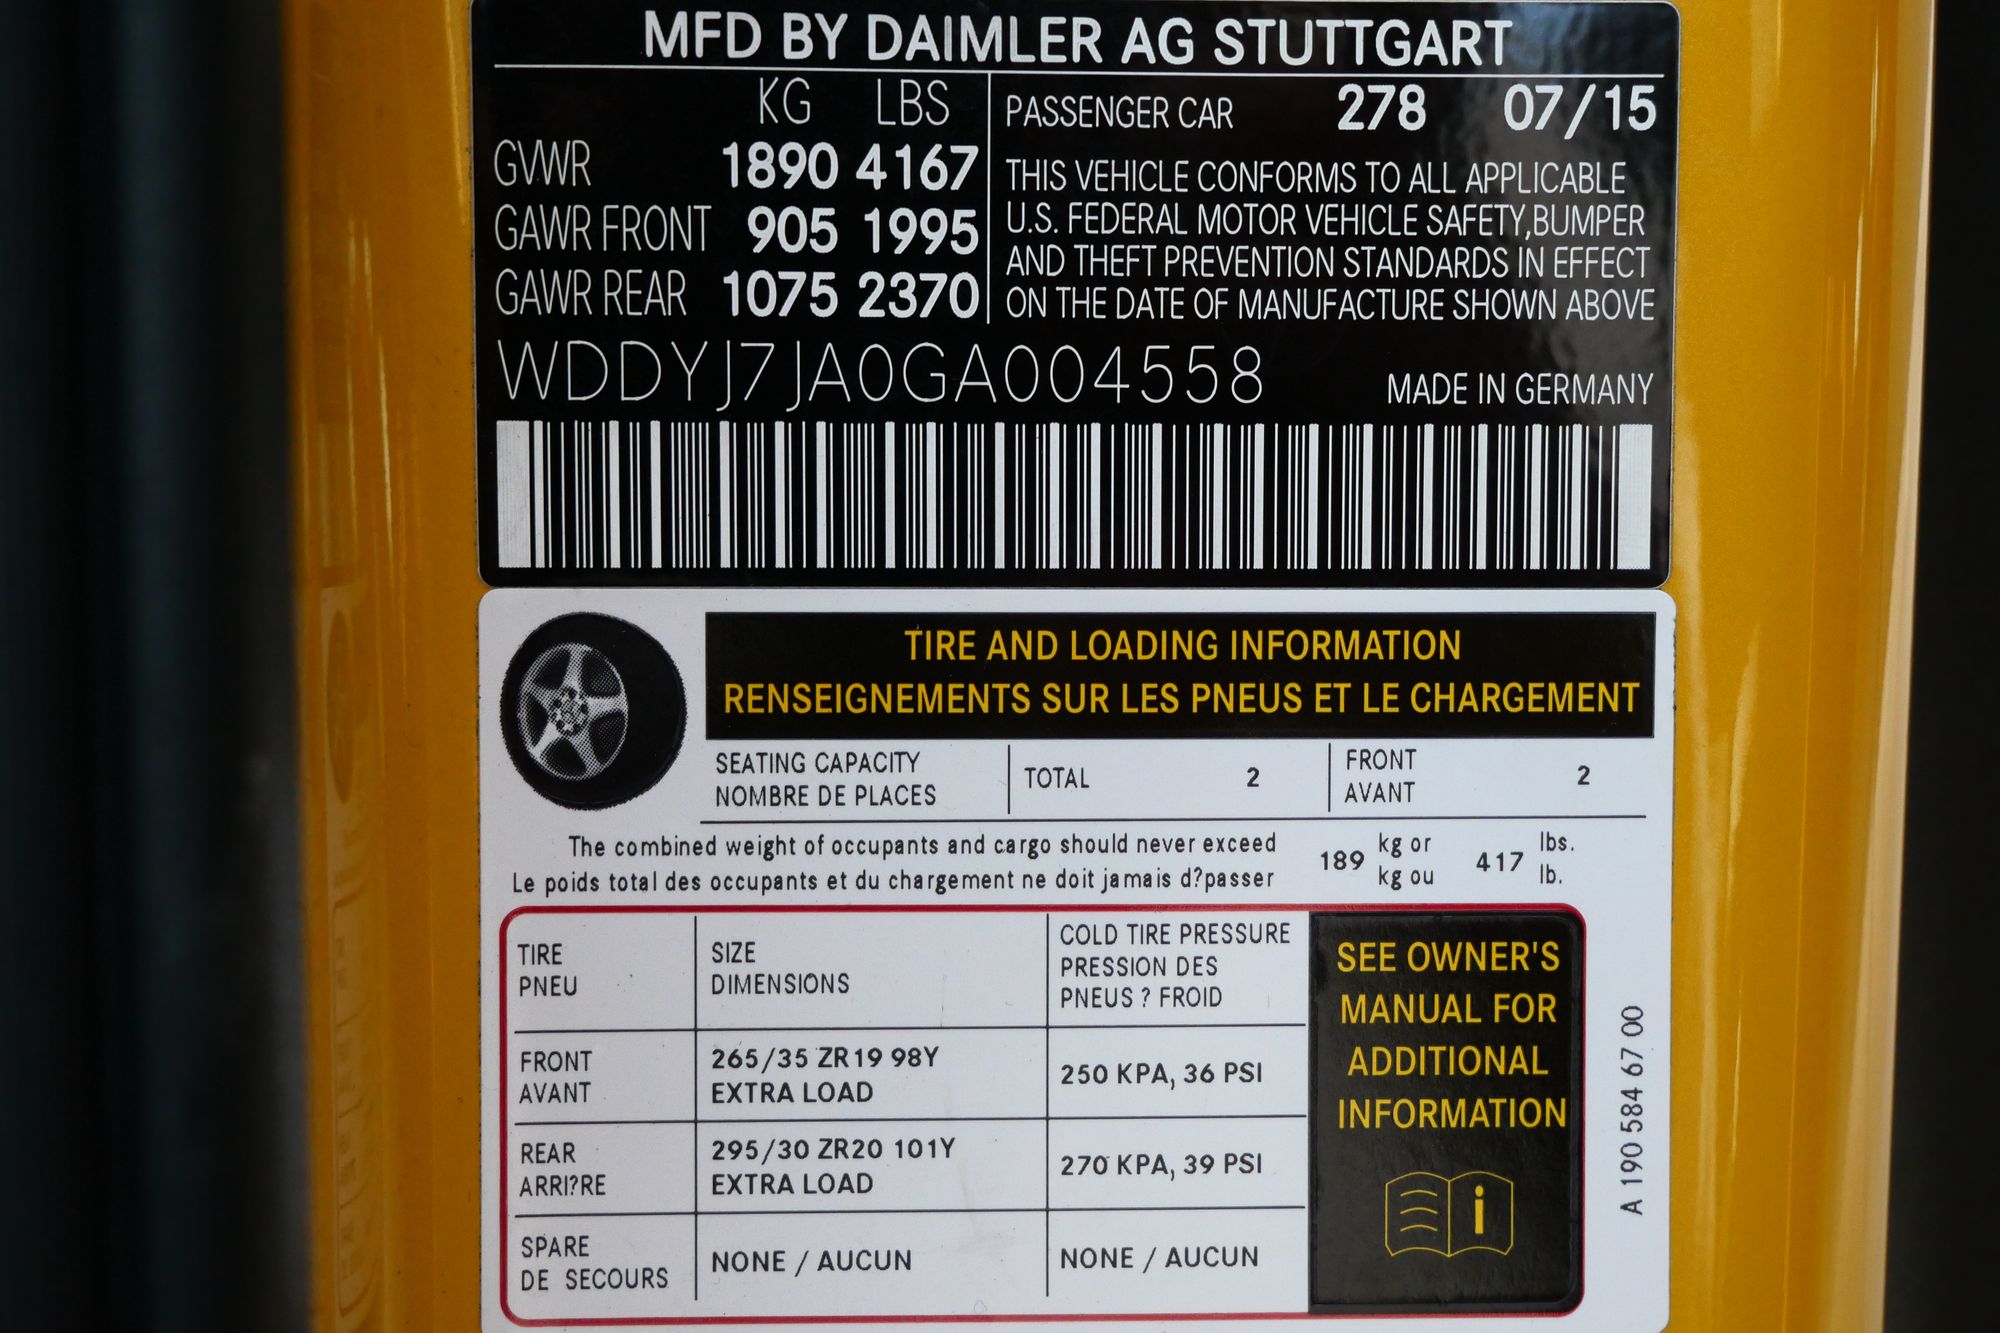 MFD BY DAIMLER AG STUTTGART
KG LBS
GVWR 1890 4167
GAWR FRONT 905 1995
GAWR REAR 1075 2370
PASSENGER CAR 278 07/15
THIS VEHICLE CONFORMS TO ALL APPLICABLE
U.S. FEDERAL MOTOR VEHICLE SAFETY,BUMPER
AND THEFT PREVENTION STANDARDS IN EFFECT
ON THE DATE OF MANUFACTURE SHOWN ABOVE
WDDYJ7JA0GA004558
MADE IN GERMANY
TIRE AND LOADING INFORMATION
RENSEIGNEMENTS SUR LES PNEUS ET LE CHARGEMENT
SEATING CAPACITY
NOMBRE DE PLACES
TOTAL 2
FRONT
AVANT
2
The combined weight of occupants and cargo should never exceed
Le poids total des occupants et du chargement ne doit jamais d?passer
189 kg or
kg ou
417 lbs.
lb.
TIRE
PNEU
SIZE
DIMENSIONS
COLD TIRE PRESSURE
PRESSION DES
PNEUS ? FROID
FRONT
AVANT
265/35 ZR19 98Y
EXTRA LOAD
250 KPA, 36 PSI
REAR
ARRI?RE
295/30 ZR20 101Y
EXTRA LOAD
270 KPA, 39 PSI
SPARE
DE SECOURS
NONE / AUCUN
NONE / AUCUN
SEE OWNER'S
MANUAL FOR
ADDITIONAL
INFORMATION
i
A 190 584 67 00